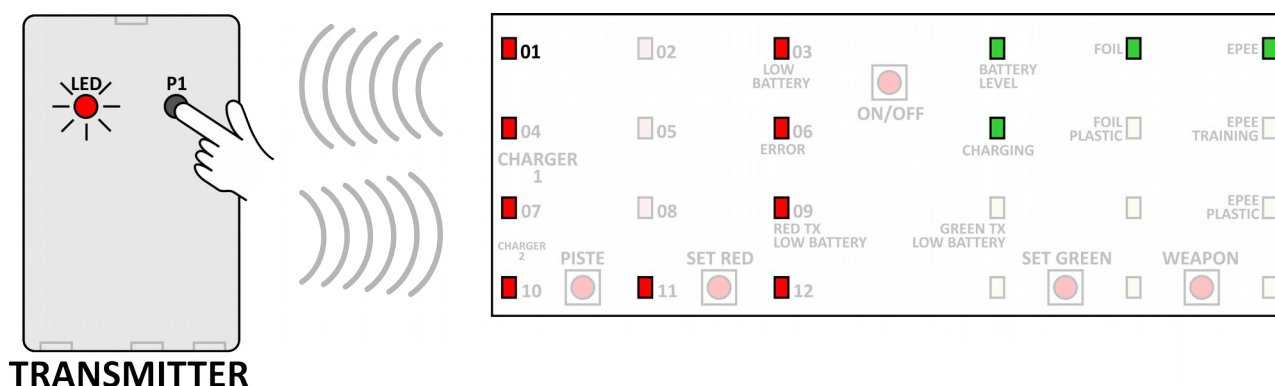 LED P1
TRANSMITTER
01 02 03 FOIL EPEE
LOW
BATTERY
BATTERY
LEVEL
ON/OFF
04 05 06
ERROR
CHARGING
FOIL
PLASTIC
EPEE
TRAINING
CHARGER
1
07 08 09
RED TX
LOW BATTERY
GREEN TX
LOW BATTERY
EPEE
PLASTIC
CHARGER
2
PISTE SET RED SET GREEN WEAPON
10 11 12